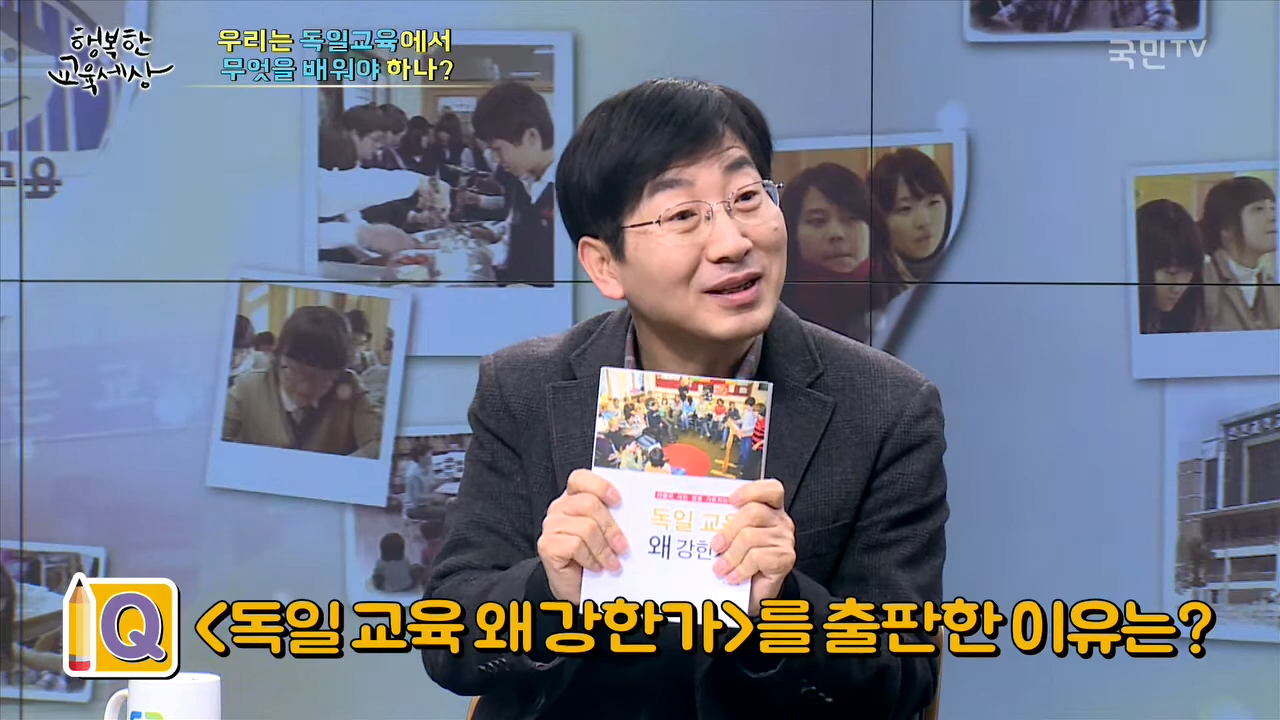 행복한
교육세상
우리는 독일교육에서
무엇을 배워야 하나?
국민TV
교육
독일 교육
왜 강한
Q <독일 교육 왜 강한가>를 출판한 이유는?